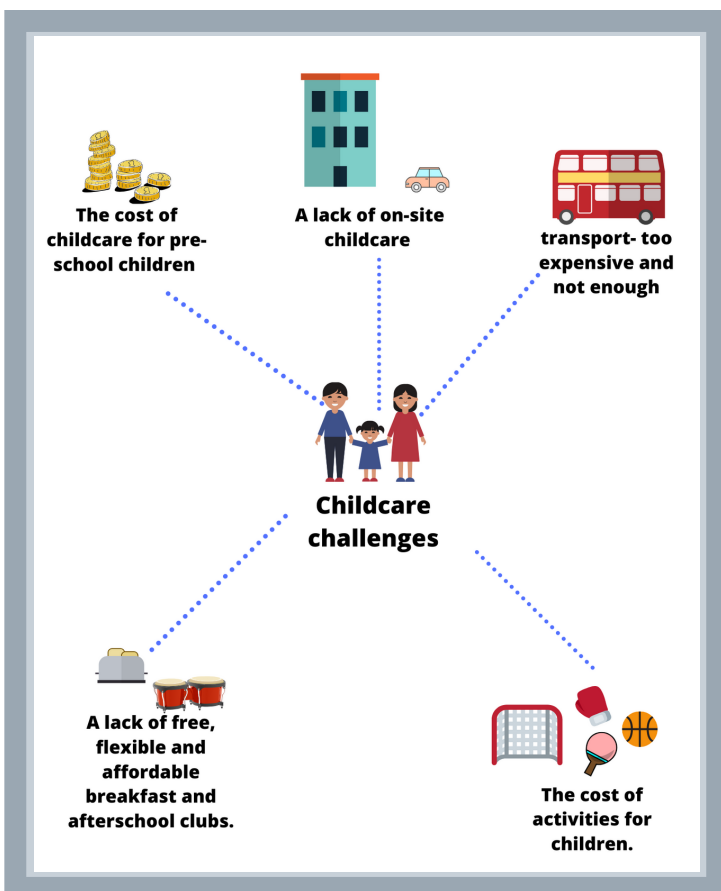 The cost of
childcare for pre-
school children
A lack of on-site
childcare
transport- too
expensive and
not enough
Childcare
challenges
A lack of free,
flexible and
affordable
breakfast and
afterschool clubs.
The cost of
activities for
children.